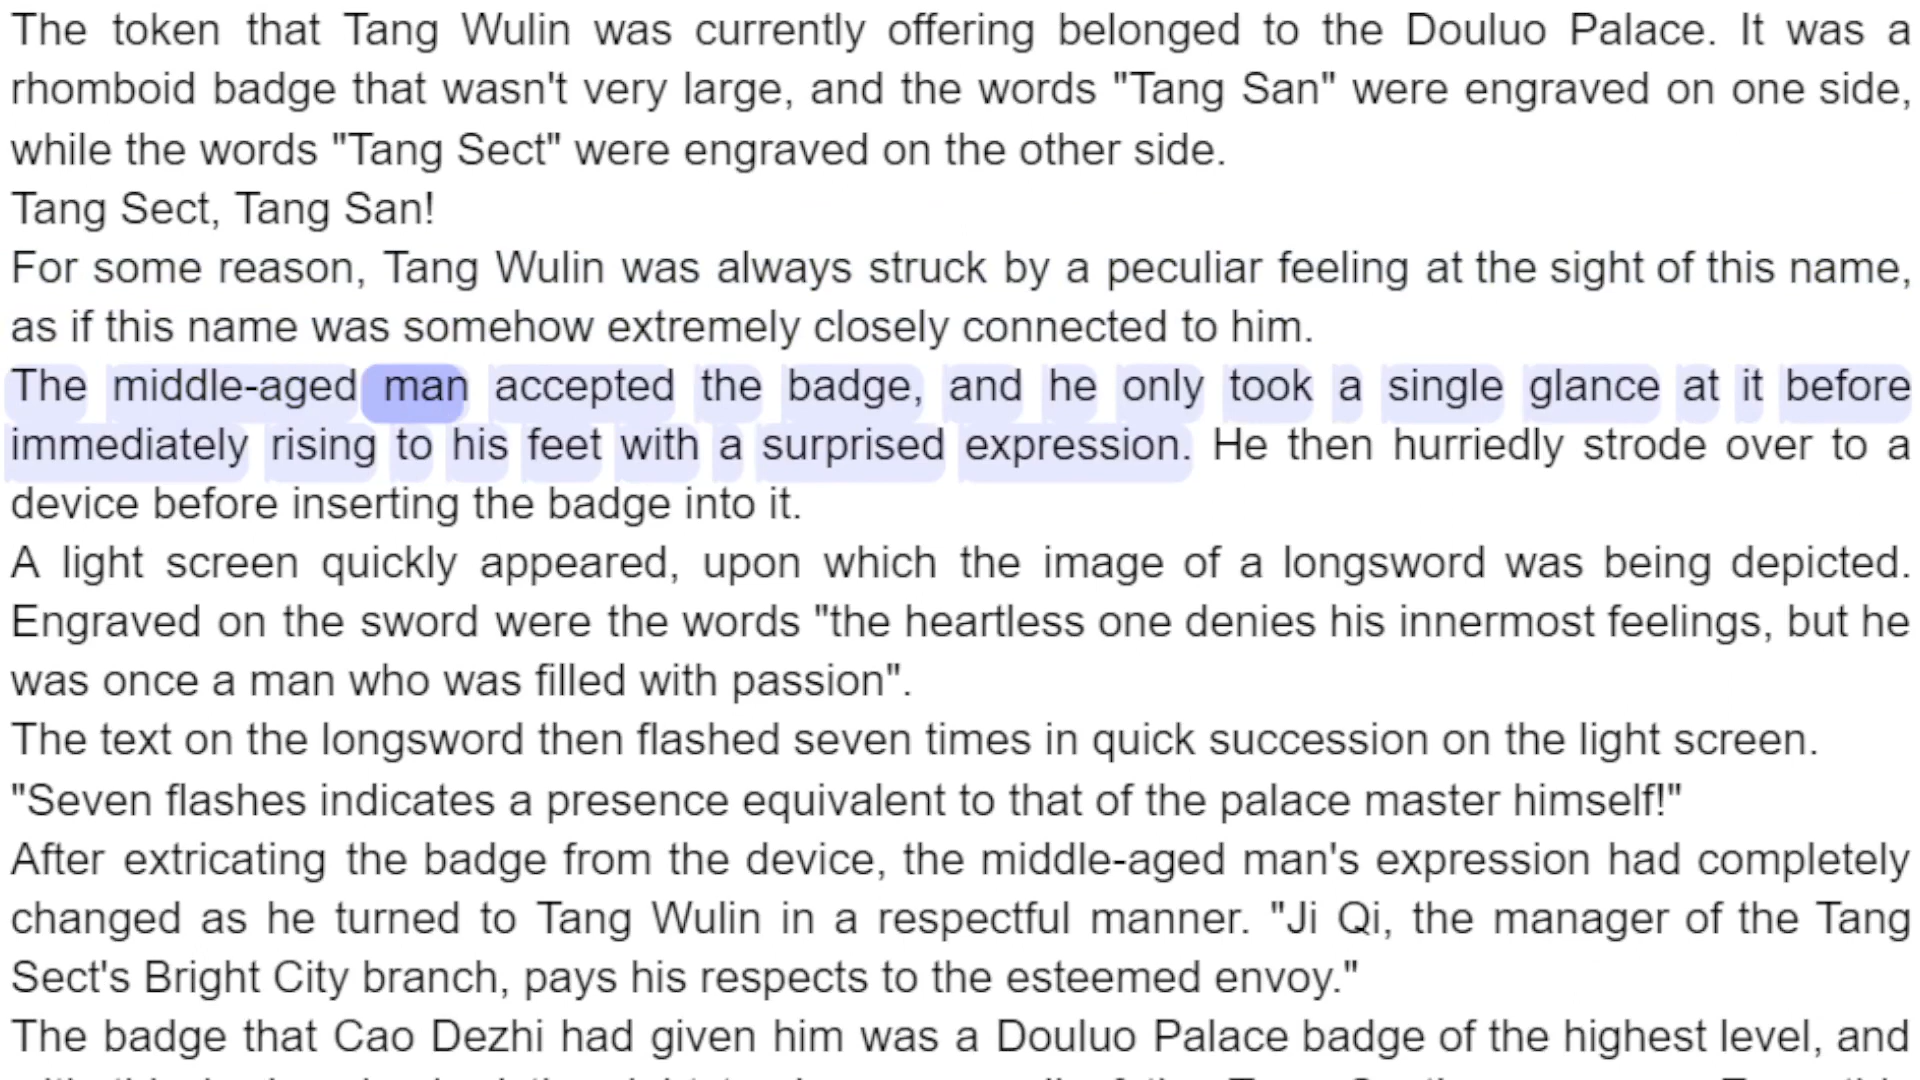 The token that Tang Wulin was currently offering belonged to the Douluo Palace. It was a
rhomboid badge that wasn't very large, and the words "Tang San" were engraved on one side,
while the words "Tang Sect" were engraved on the other side.
Tang Sect, Tang San!
For some reason, Tang Wulin was always struck by a peculiar feeling at the sight of this name,
as if this name was somehow extremely closely connected to him.
The middle-aged man accepted the badge, and he only took a single glance at it before
immediately rising to his feet with a surprised expression. He then hurriedly strode over to a
device before inserting the badge into it.
A light screen quickly appeared, upon which the image of a longsword was being depicted.
Engraved on the sword were the words "the heartless one denies his innermost feelings, but he
was once a man who was filled with passion".
The text on the longsword then flashed seven times in quick succession on the light screen.
"Seven flashes indicates a presence equivalent to that of the palace master himself!"
After extricating the badge from the device, the middle-aged man's expression had completely
changed as he turned to Tang Wulin in a respectful manner. "Ji Qi, the manager of the Tang
Sect's Bright City branch, pays his respects to the esteemed envoy."
The badge that Cao Dezhi had given him was a Douluo Palace badge of the highest level, and